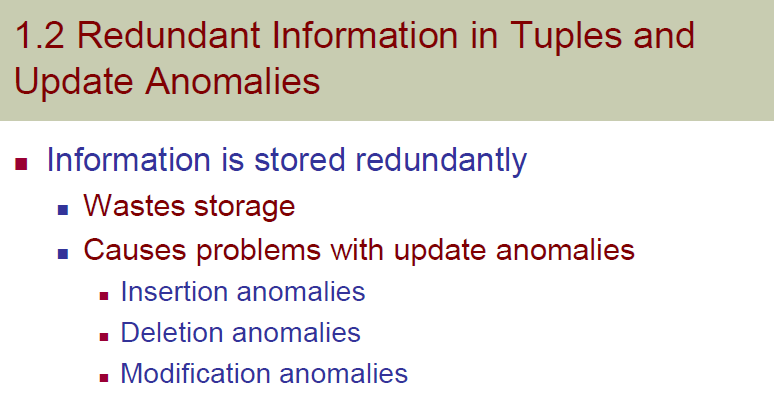 1.2 Redundant Information in Tuples and
Update Anomalies
Information is stored redundantly
Wastes storage
Causes problems with update anomalies
Insertion anomalies
Deletion anomalies
Modification anomalies